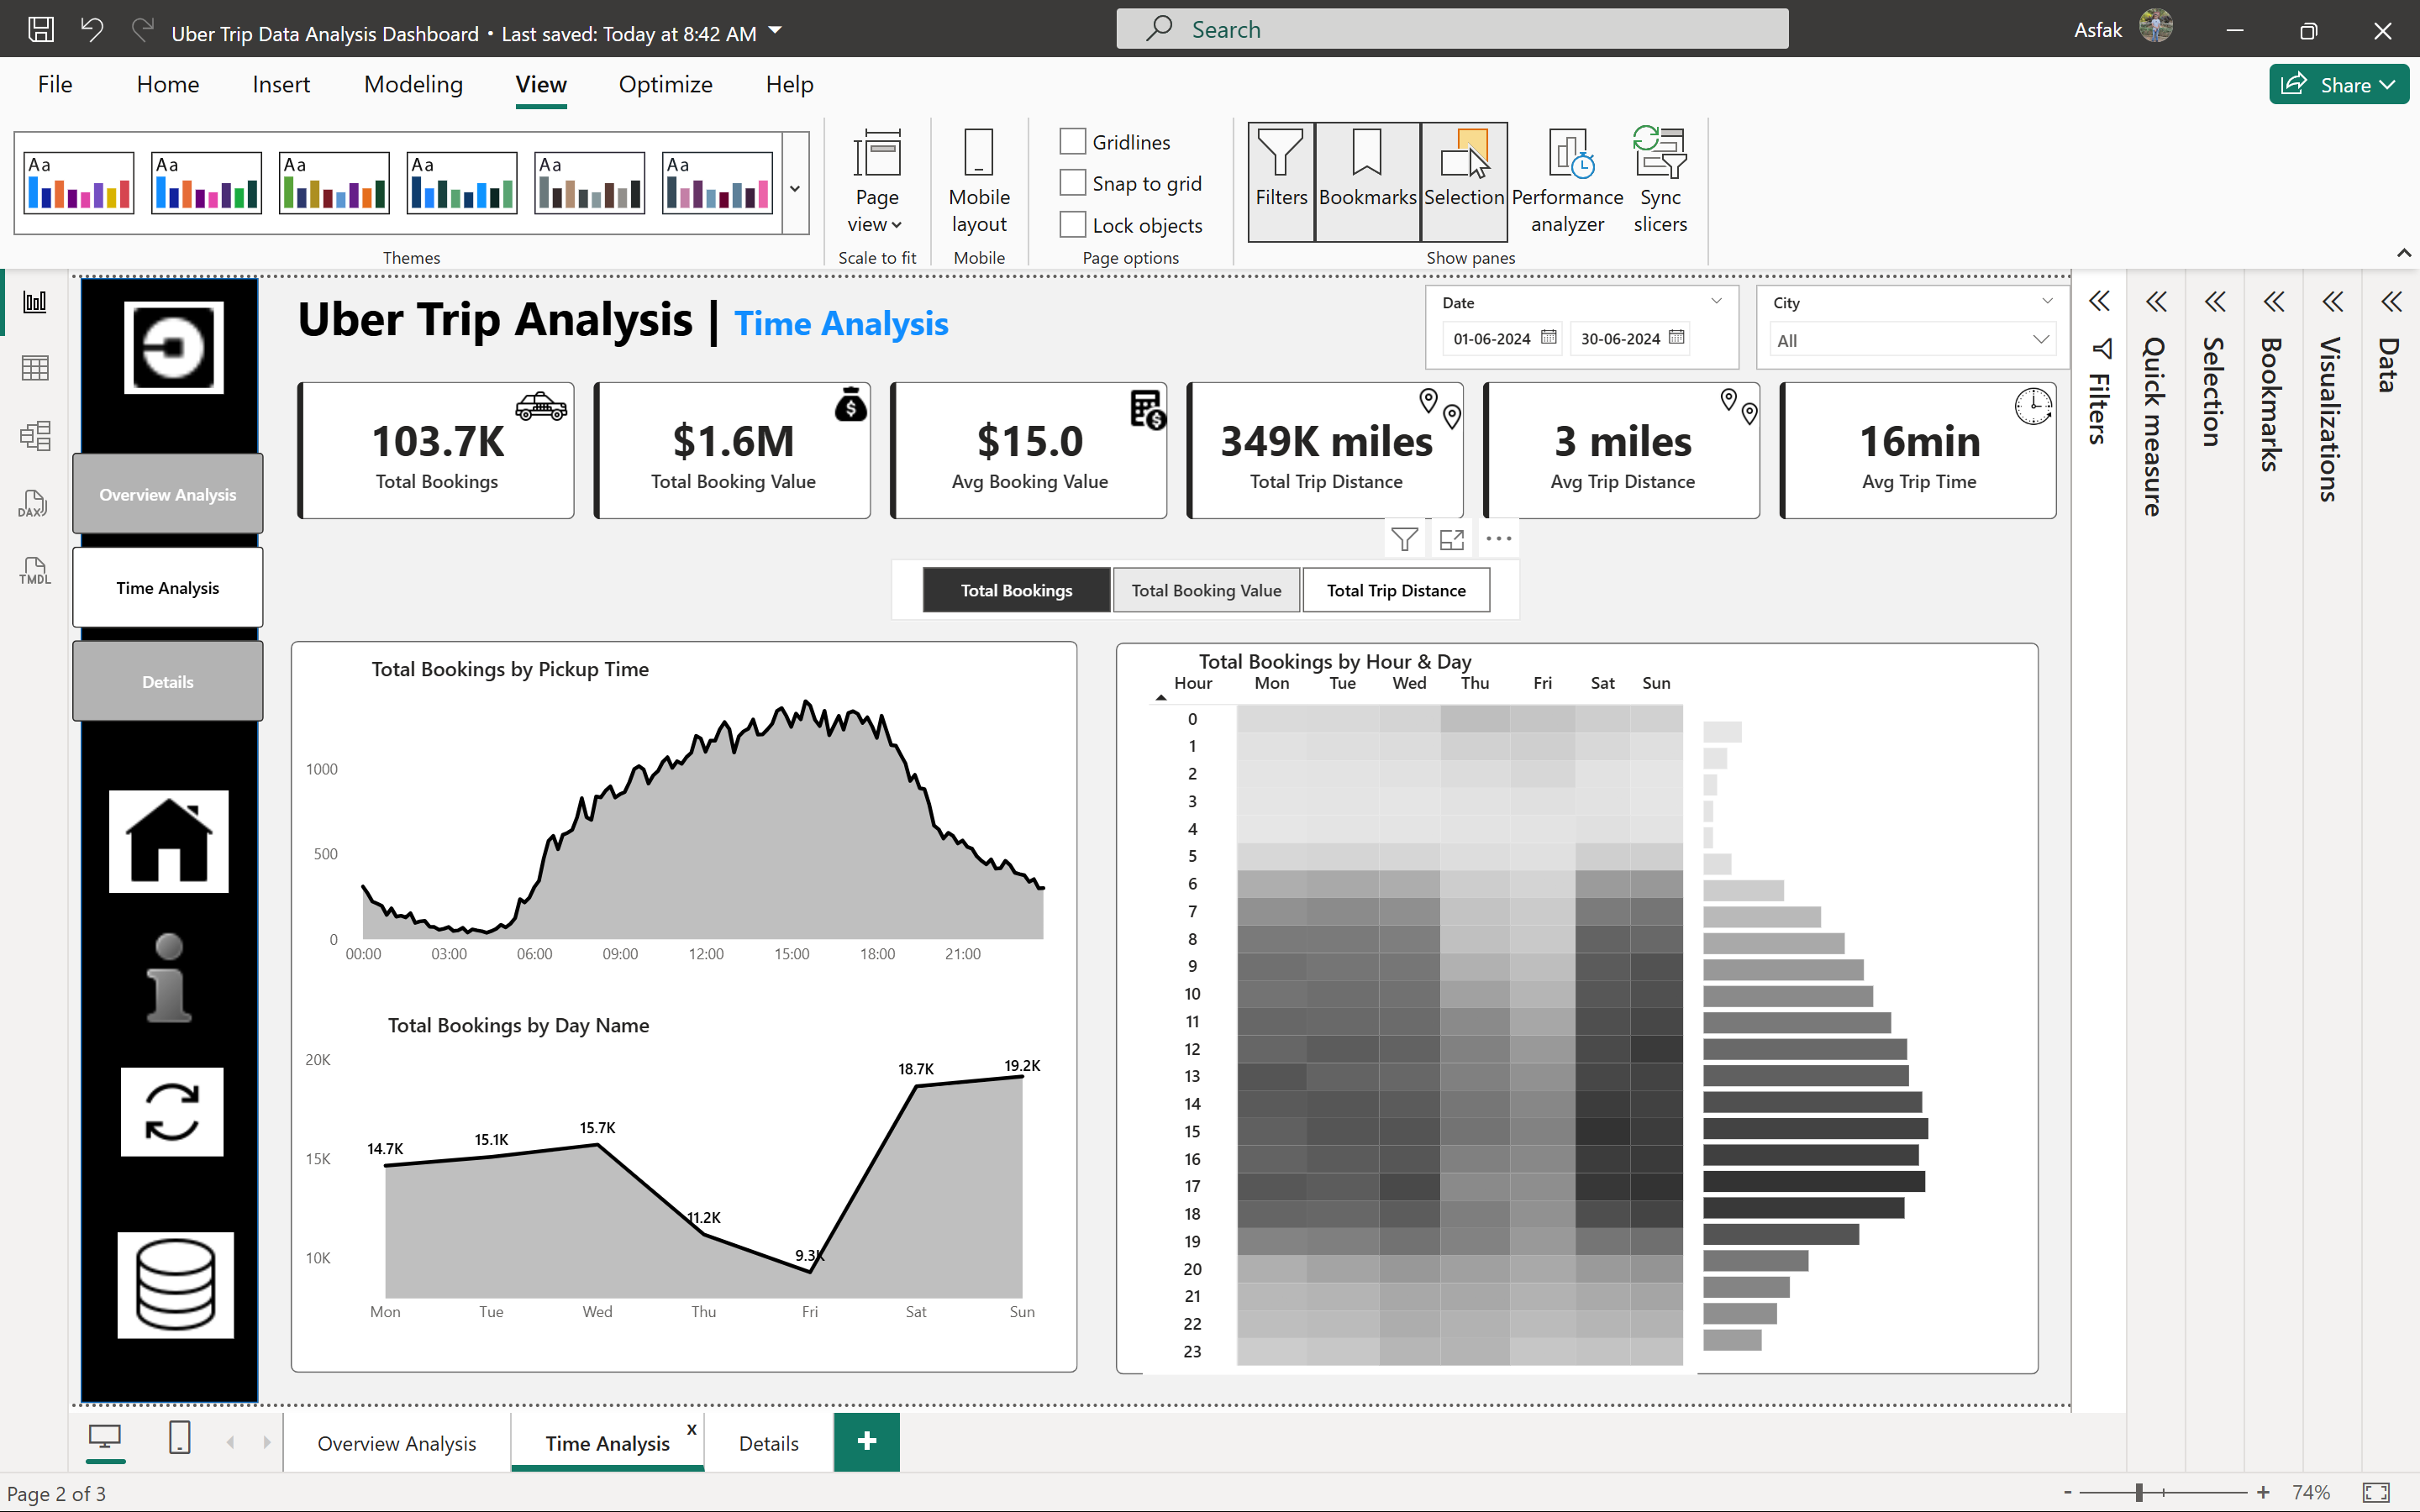 Uber Trip Data Analysis Dashboard • Last saved: Today at 8:42 AM
Search
Asfak
File Home Insert Modeling View Optimize Help
Share
Aa Aa Aa Aa Aa Aa
Themes
Page view
Scale to fit
Mobile layout
Mobile
Gridlines
Snap to grid
Lock objects
Page options
Filters
Bookmarks
Selection
Performance analyzer
Sync slicers
Show panes
DAX
TMDL
Overview Analysis
Time Analysis
Details
Uber Trip Analysis | Time Analysis
Date
01-06-2024 30-06-2024
City
All
103.7K
Total Bookings
$1.6M
Total Booking Value
$15.0
Avg Booking Value
349K miles
Total Trip Distance
3 miles
Avg Trip Distance
16min
Avg Trip Time
Total Bookings Total Booking Value Total Trip Distance
Total Bookings by Pickup Time
1000
500
0
00:00 03:00 06:00 09:00 12:00 15:00 18:00 21:00
Total Bookings by Day Name
20K
15K
10K
14.7K 15.1K 15.7K 11.2K 9.3K 18.7K 19.2K
Mon Tue Wed Thu Fri Sat Sun
Total Bookings by Hour & Day
Hour Mon Tue Wed Thu Fri Sat Sun
0
1
2
3
4
5
6
7
8
9
10
11
12
13
14
15
16
17
18
19
20
21
22
23
Filters
Quick measure
Selection
Bookmarks
Visualizations
Data
Overview Analysis Time Analysis x Details +
Page 2 of 3
- + 74%